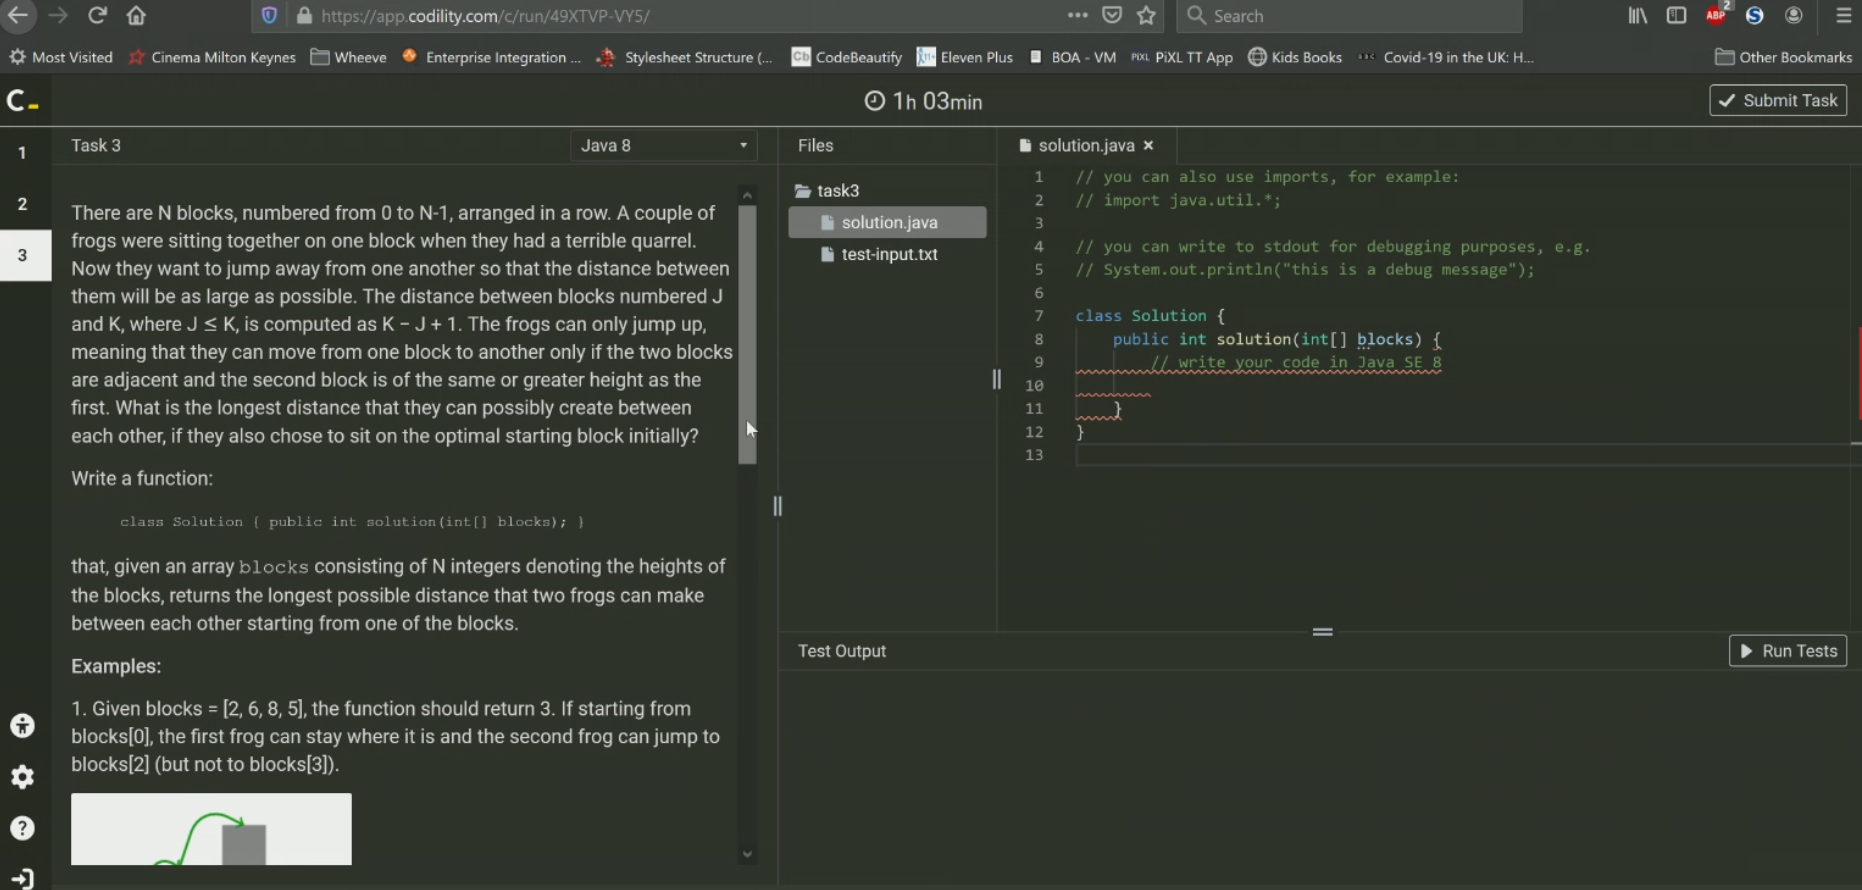 https://app.codility.com/c/run/49XTVP-VY5/
Search
ABP
2
Most Visited
Cinema Milton Keynes
Wheeve
Enterprise Integration ...
Stylesheet Structure (...
Cb CodeBeautify
Eleven Plus
BOA - VM
PiXL PiXL TT App
Kids Books
Covid-19 in the UK: H...
Other Bookmarks
C_
1h 03min
Submit Task
1
2
3
Task 3
Java 8
There are N blocks, numbered from 0 to N-1, arranged in a row. A couple of
frogs were sitting together on one block when they had a terrible quarrel.
Now they want to jump away from one another so that the distance between
them will be as large as possible. The distance between blocks numbered J
and K, where J ≤ K, is computed as K − J + 1. The frogs can only jump up,
meaning that they can move from one block to another only if the two blocks
are adjacent and the second block is of the same or greater height as the
first. What is the longest distance that they can possibly create between
each other, if they also chose to sit on the optimal starting block initially?
Write a function:
class Solution { public int solution(int[] blocks); }
that, given an array blocks consisting of N integers denoting the heights of
the blocks, returns the longest possible distance that two frogs can make
between each other starting from one of the blocks.
Examples:
1. Given blocks = [2, 6, 8, 5], the function should return 3. If starting from
blocks[0], the first frog can stay where it is and the second frog can jump to
blocks[2] (but not to blocks[3]).
Files
task3
solution.java
test-input.txt
solution.java ×
1 // you can also use imports, for example:
2 // import java.util.*;
3
4 // you can write to stdout for debugging purposes, e.g.
5 // System.out.println("this is a debug message");
6
7 class Solution {
8 public int solution(int[] blocks) {
9 // write your code in Java SE 8
10
11 }
12 }
13
Test Output
Run Tests